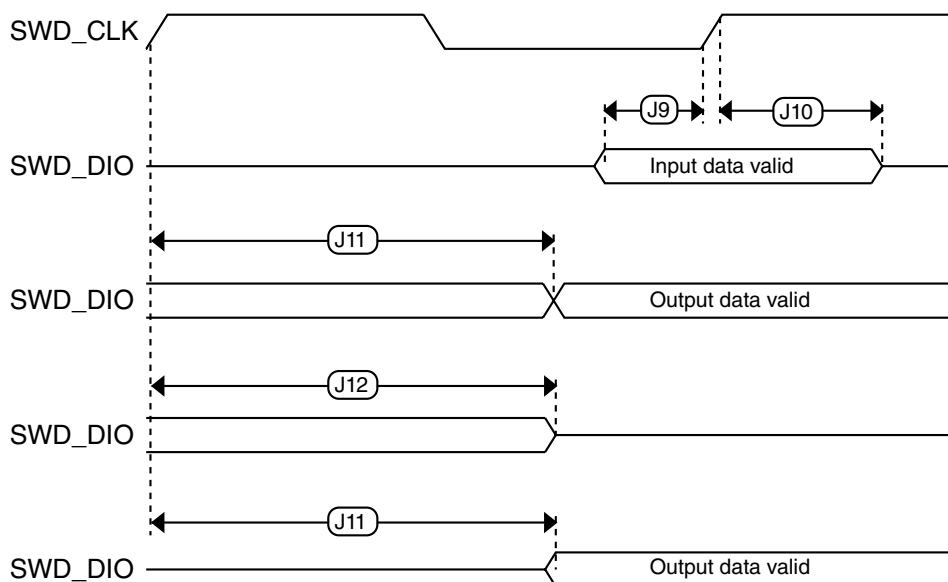 SWD_CLK
J9
J10
SWD_DIO
Input data valid
J11
SWD_DIO
Output data valid
J12
SWD_DIO
J11
SWD_DIO
Output data valid